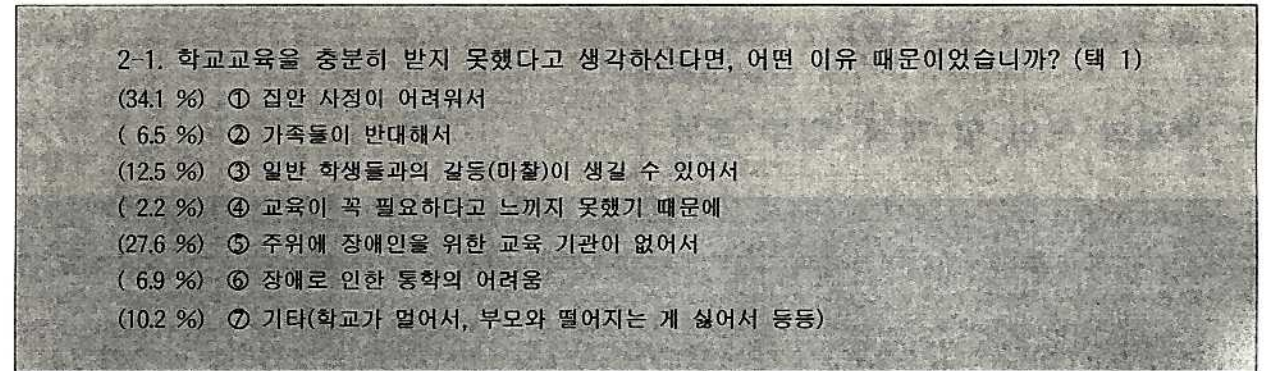 2-1. 학교교육을 충분히 받지 못했다고 생각하신다면, 어떤 이유 때문이었습니까? (택 1)
(34.1 %) ① 집안 사정이 어려워서
( 6.5 %) ② 가족들이 반대해서
(12.5 %) ③ 일반 학생들과의 갈등(마찰)이 생길 수 있어서
( 2.2 %) ④ 교육이 꼭 필요하다고 느끼지 못했기 때문에
(27.6 %) ⑤ 주위에 장애인을 위한 교육 기관이 없어서
( 6.9 %) ⑥ 장애로 인한 통학의 어려움
(10.2 %) ⑦ 기타(학교가 멀어서, 부모와 떨어지는 게 싫어서 등등)